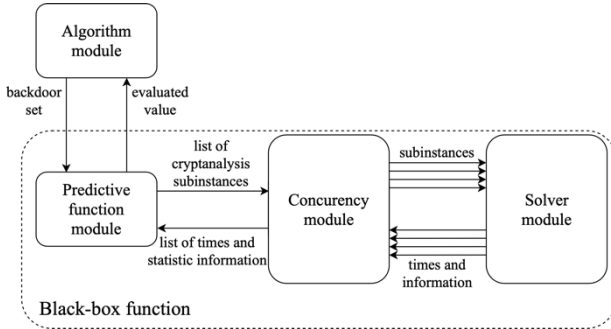 Algorithm
module
backdoor
set
evaluated
value
list of
cryptanalysis
subinstances
subinstances
Predictive
function
module
Concurency
module
Solver
module
list of times and
statistic information
times and
information
Black-box function